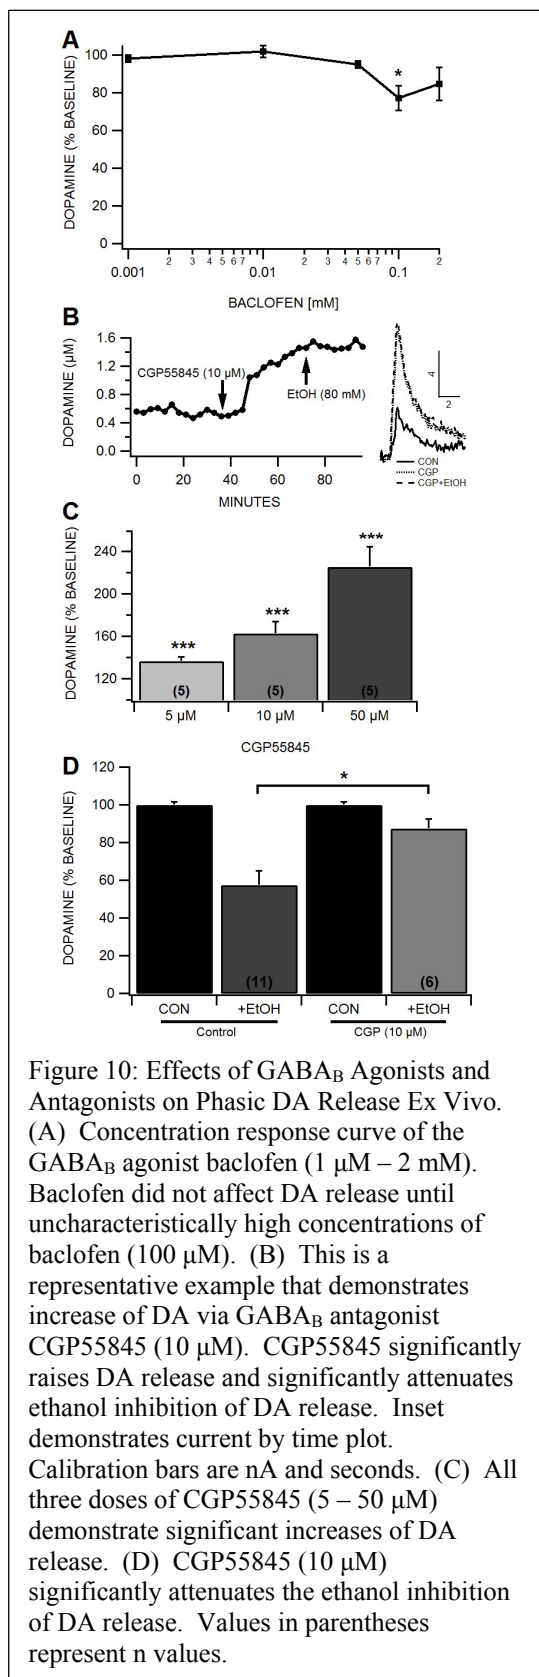 A
DOPAMINE (% BASELINE)
100
80
60
40
20
0
*
0.001 2 3 4 5 6 7 0.01 2 3 4 5 6 7 0.1 2
BACLOFEN [mM]
B
DOPAMINE (µM)
1.6
1.2
0.8
0.4
0.0
CGP55845 (10 µM)
EtOH (80 mM)
0 20 40 60 80
MINUTES
4
2
CON
CGP
CGP+EtOH
C
DOPAMINE (% BASELINE)
240
200
160
120
*** *** ***
(5) (5) (5)
5 µM 10 µM 50 µM
CGP55845
D
DOPAMINE (% BASELINE)
120
100
80
60
40
20
0
*
(11) (6)
CON +EtOH CON +EtOH
Control CGP (10 µM)
Figure 10: Effects of GABA_B Agonists and
Antagonists on Phasic DA Release Ex Vivo.
(A) Concentration response curve of the
GABA_B agonist baclofen (1 µM – 2 mM).
Baclofen did not affect DA release until
uncharacteristically high concentrations of
baclofen (100 µM). (B) This is a
representative example that demonstrates
increase of DA via GABA_B antagonist
CGP55845 (10 µM). CGP55845 significantly
raises DA release and significantly attenuates
ethanol inhibition of DA release. Inset
demonstrates current by time plot.
Calibration bars are nA and seconds. (C) All
three doses of CGP55845 (5 – 50 µM)
demonstrate significant increases of DA
release. (D) CGP55845 (10 µM)
significantly attenuates the ethanol inhibition
of DA release. Values in parentheses
represent n values.